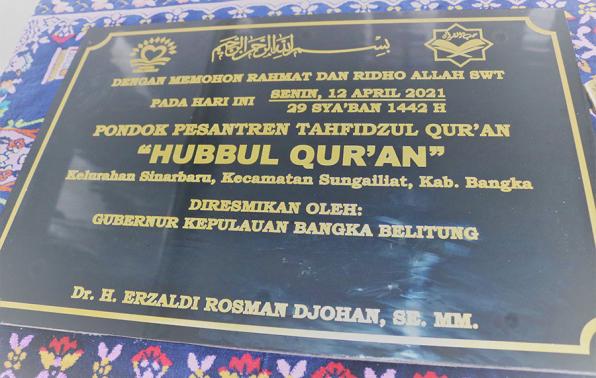 بسم الله الرحمن الرحيم
DENGAN MEMOHON RAHMAT DAN RIDHO ALLAH SWT
PADA HARI INI SENIN, 12 APRIL 2021
29 SYA'BAN 1442 H
PONDOK PESANTREN TAHFIDZUL QUR'AN
"HUBBUL QUR'AN"
Kelurahan Sinarbaru, Kecamatan Sungailiat, Kab. Bangka
DIRESMIKAN OLEH:
GUBERNUR KEPULAUAN BANGKA BELITUNG
Dr. H. ERZALDI ROSMAN DJOHAN, SE. MM.